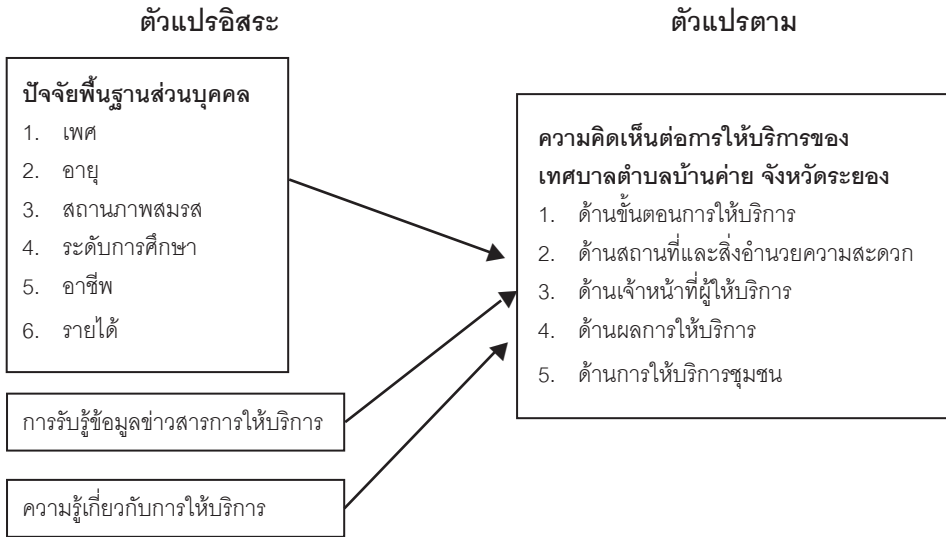 ตัวแปรอิสระ
ตัวแปรตาม
ปัจจัยพื้นฐานส่วนบุคคล
1. เพศ
2. อายุ
3. สถานภาพสมรส
4. ระดับการศึกษา
5. อาชีพ
6. รายได้
การรับรู้ข้อมูลข่าวสารการให้บริการ
ความรู้เกี่ยวกับการให้บริการ
ความคิดเห็นต่อการให้บริการของ
เทศบาลตำบลบ้านค่าย จังหวัดระยอง
1. ด้านขั้นตอนการให้บริการ
2. ด้านสถานที่และสิ่งอำนวยความสะดวก
3. ด้านเจ้าหน้าที่ผู้ให้บริการ
4. ด้านผลการให้บริการ
5. ด้านการให้บริการชุมชน